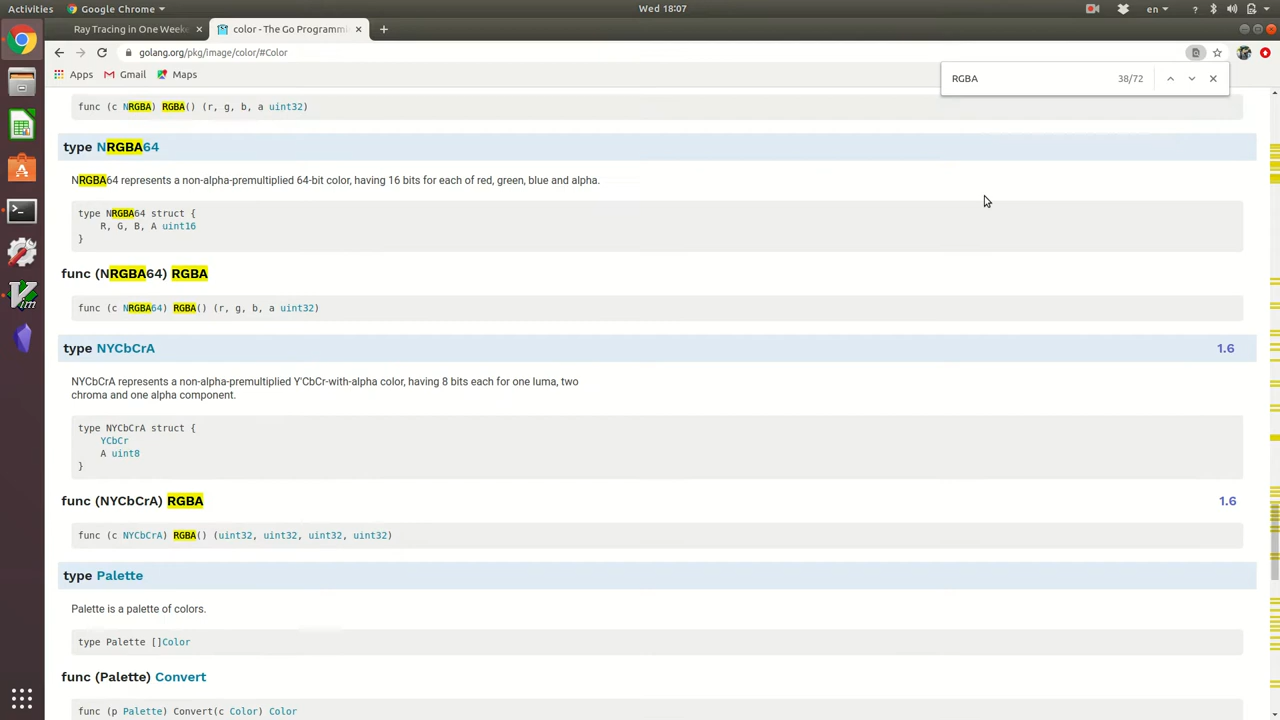 Activities Google Chrome Wed 18:07 en
Ray Tracing in One Weeke color - The Go Programmi
golang.org/pkg/image/color/#Color
Apps Gmail Maps
RGBA 38/72
func (c NRGBA) RGBA() (r, g, b, a uint32)
type NRGBA64
NRGBA64 represents a non-alpha-premultiplied 64-bit color, having 16 bits for each of red, green, blue and alpha.
type NRGBA64 struct {
R, G, B, A uint16
}
func (NRGBA64) RGBA
func (c NRGBA64) RGBA() (r, g, b, a uint32)
type NYCbCrA 1.6
NYCbCrA represents a non-alpha-premultiplied Y'CbCr-with-alpha color, having 8 bits each for one luma, two
chroma and one alpha component.
type NYCbCrA struct {
YCbCr
A uint8
}
func (NYCbCrA) RGBA 1.6
func (c NYCbCrA) RGBA() (uint32, uint32, uint32, uint32)
type Palette
Palette is a palette of colors.
type Palette []Color
func (Palette) Convert
func (p Palette) Convert(c Color) Color